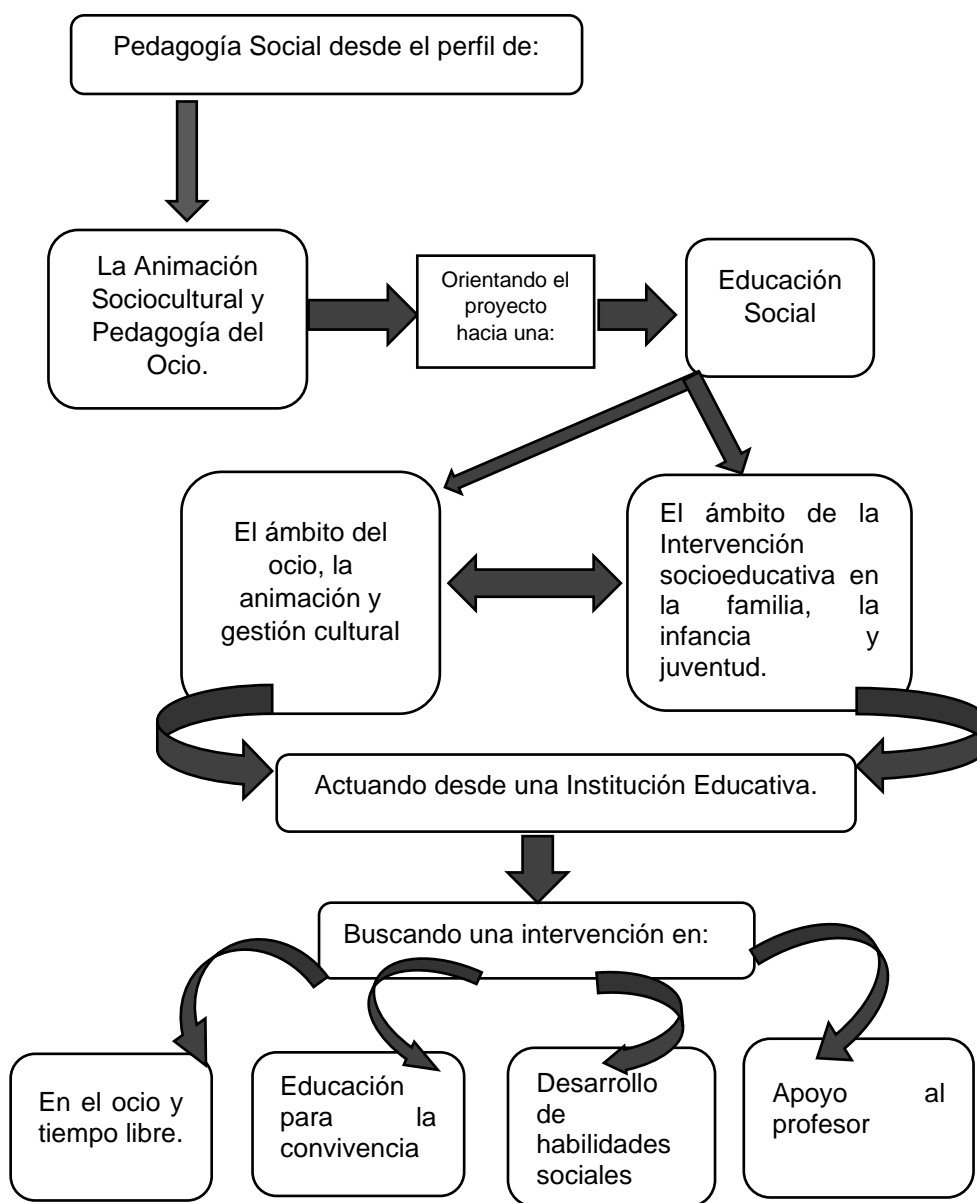 Pedagogía Social desde el perfil de:
La Animación
Sociocultural y
Pedagogía del
Ocio.
Orientando el
proyecto
hacia una:
Educación
Social
El ámbito del
ocio, la
animación y
gestión cultural
El ámbito de la
Intervención
socioeducativa en
la familia, la
infancia y
juventud.
Actuando desde una Institución Educativa.
Buscando una intervención en:
En el ocio y
tiempo libre.
Educación
para la
convivencia
Desarrollo
de
habilidades
sociales
Apoyo al
profesor